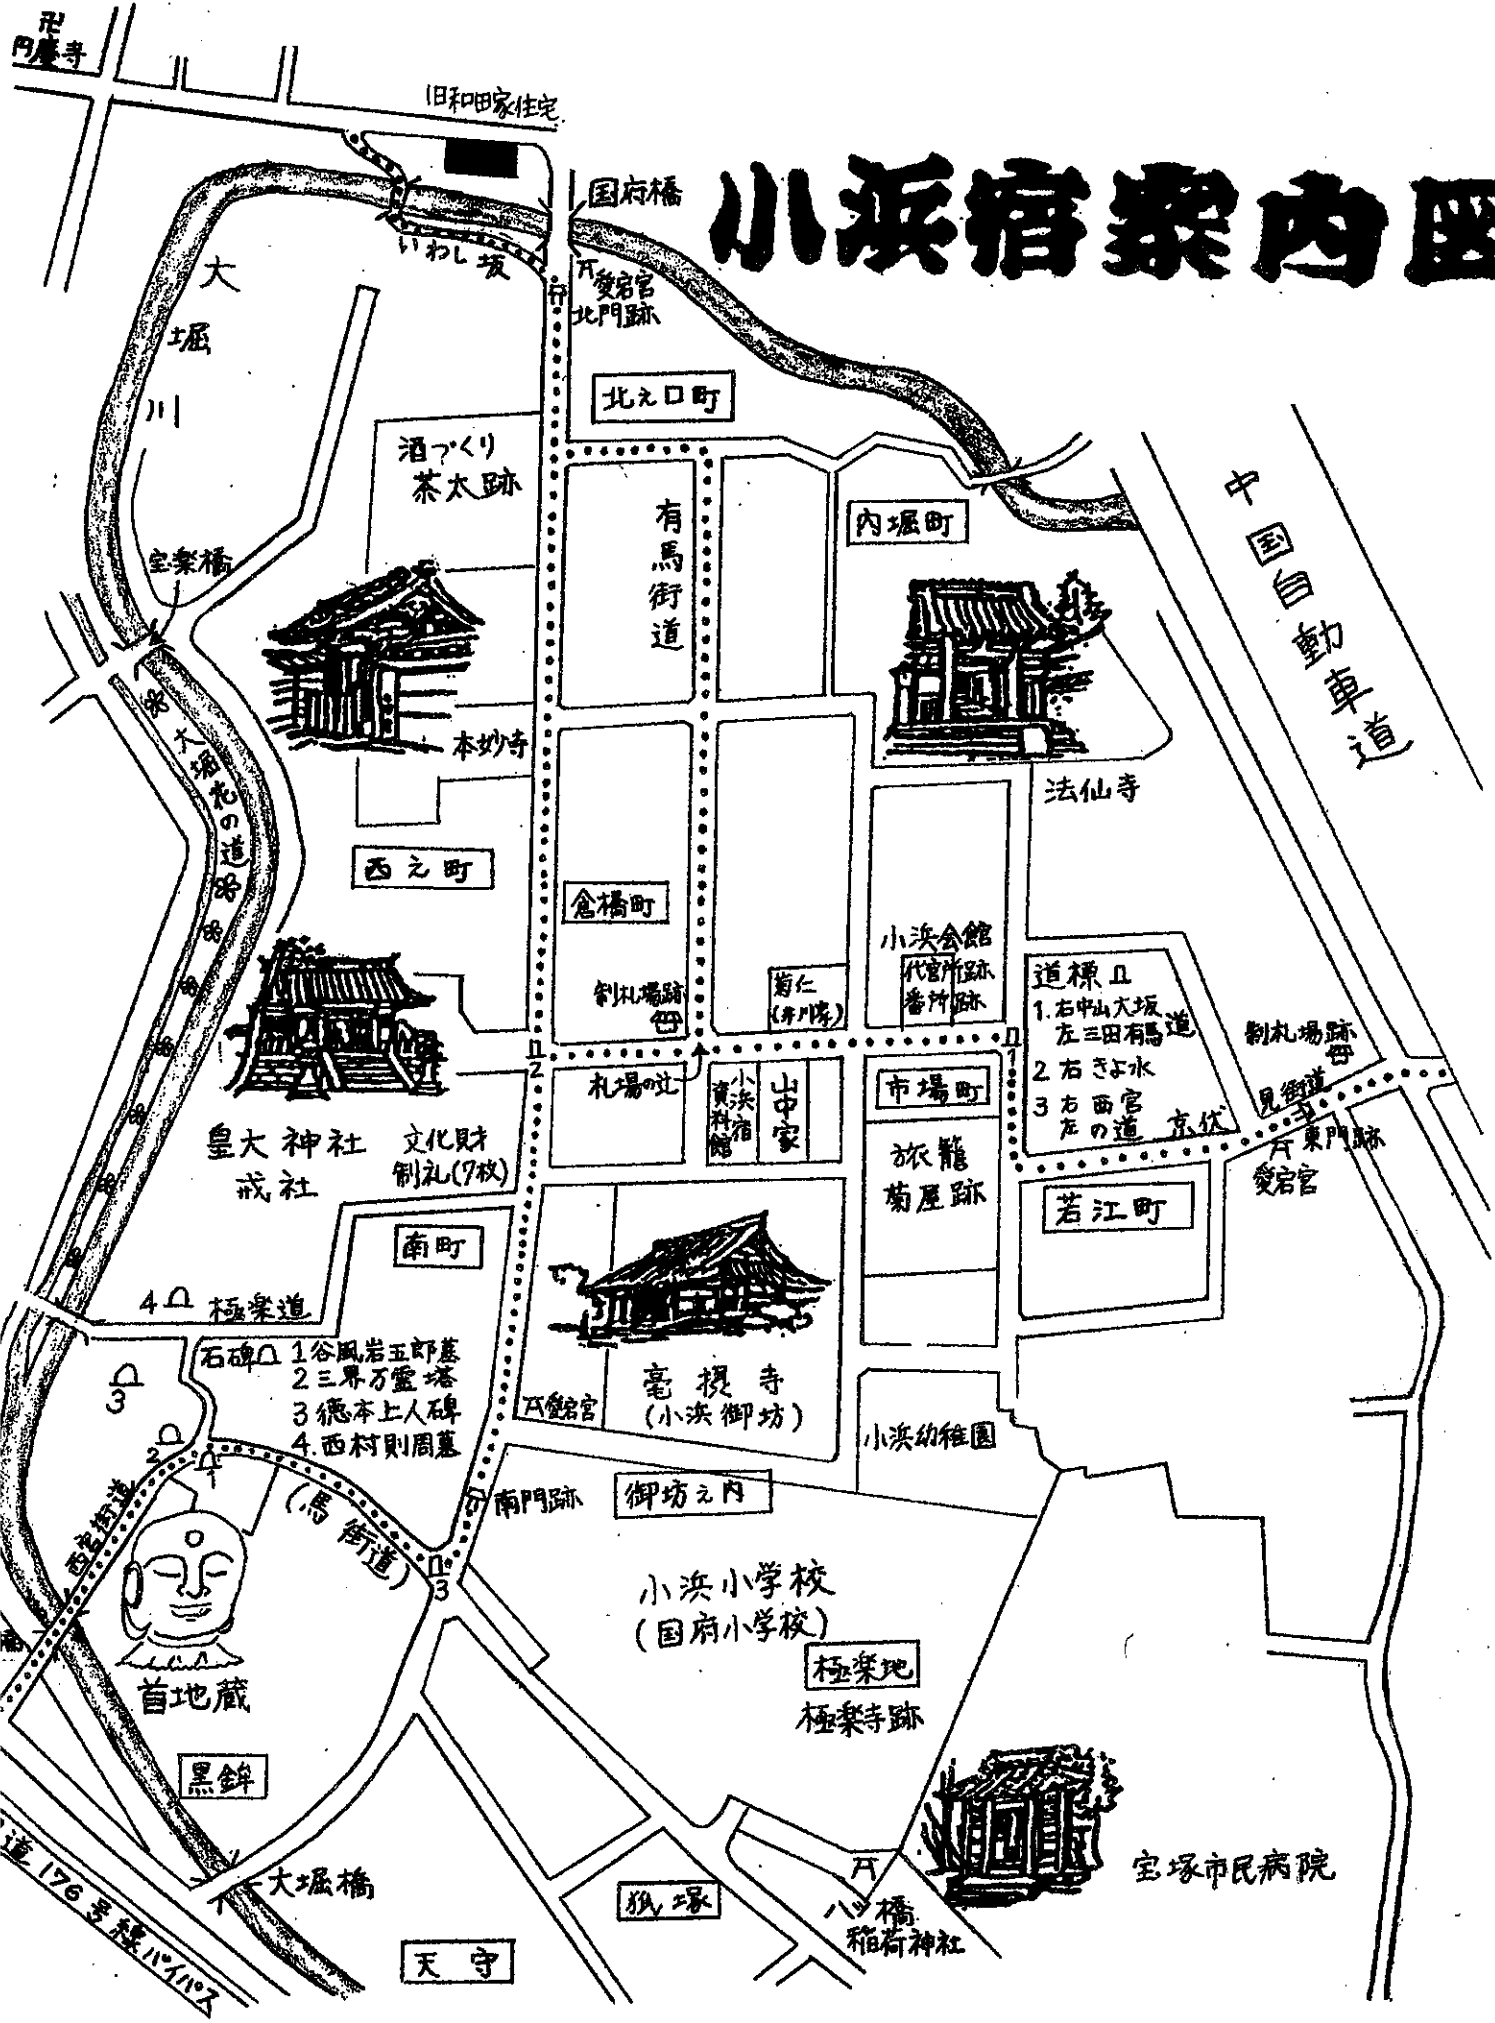 卍
円慶寺
旧和田家住宅
小浜宿案内図
国府橋
いわし坂
愛宕宮
北門跡
大堀川
北之口町
酒づくり
茶太跡
有馬街道
内堀町
中国自動車道
宝楽橋
大堀花の道
本妙寺
法仙寺
西之町
倉橋町
小浜会館
代官所跡
番所跡
制札場跡
菊仁
道標
1. 右中山大坂
左三田有馬道
2 右きよ水
3 右西宮
左の道
制札場跡
1
2
札場の辻
小浜宿
資料館
山中家
市場町
京伏見街道
東門跡
愛宕宮
皇大神社
戎社
文化財
制札(7枚)
旅籠
菊屋跡
若江町
南町
4
極楽道
石碑
1 谷風岩五郎墓
2 三界万霊塔
3 徳本上人碑
4. 西村則周墓
3
2
1
愛宕宮
毫摂寺
(小浜御坊)
小浜幼稚園
西宮街道
(馬街道)
南門跡
御坊之内
3
首地蔵
小浜小学校
(国府小学校)
極楽地
極楽寺跡
黒鉾
道176号線バイパス
大堀橋
狐塚
八ツ橋
稲荷神社
宝塚市民病院
天守